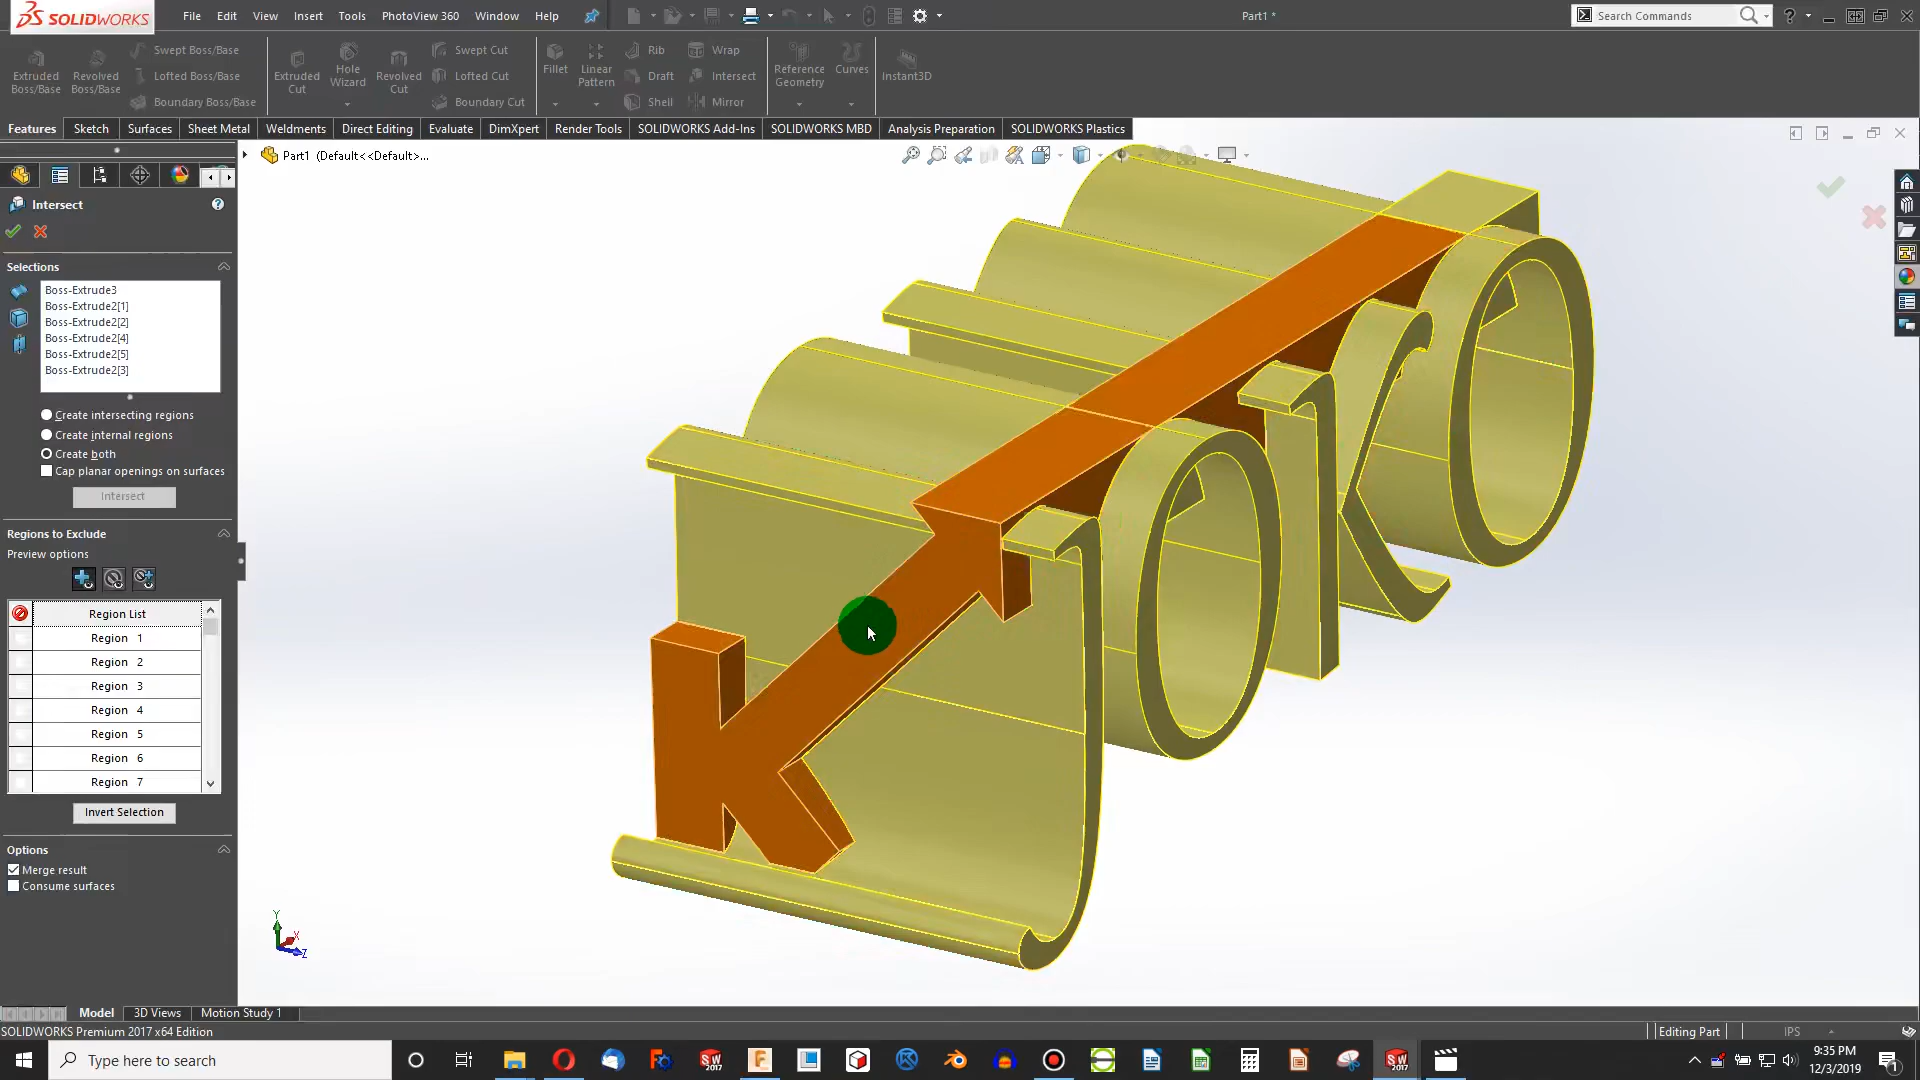 SOLIDWORKS File Edit View Insert Tools PhotoView 360 Window Help Part1 * Search Commands
Extruded Boss/Base Revolved Boss/Base Swept Boss/Base Lofted Boss/Base Boundary Boss/Base Extruded Cut Hole Wizard Revolved Cut Swept Cut Lofted Cut Boundary Cut Fillet Linear Pattern Rib Draft Shell Wrap Intersect Mirror Reference Geometry Curves Instant3D
Features Sketch Surfaces Sheet Metal Weldments Direct Editing Evaluate DimXpert Render Tools SOLIDWORKS Add-Ins SOLIDWORKS MBD Analysis Preparation SOLIDWORKS Plastics
Part1 (Default<<Default>...
Intersect
Selections
Boss-Extrude3
Boss-Extrude2[1]
Boss-Extrude2[2]
Boss-Extrude2[4]
Boss-Extrude2[5]
Boss-Extrude2[3]
Create intersecting regions
Create internal regions
Create both
Cap planar openings on surfaces
Intersect
Regions to Exclude
Preview options
Region List
Region 1
Region 2
Region 3
Region 4
Region 5
Region 6
Region 7
Invert Selection
Options
Merge result
Consume surfaces
Y
X
Z
Model 3D Views Motion Study 1
SOLIDWORKS Premium 2017 x64 Edition Editing Part IPS
Type here to search
SW 2017
SW 2017
9:35 PM
12/3/2019
1